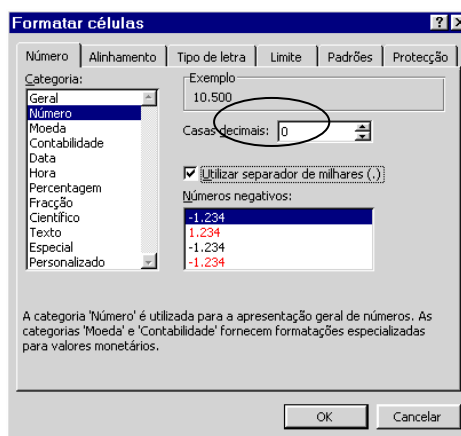 Formatar células
Número Alinhamento Tipo de letra Limite Padrões Protecção
Categoria:
Geral
Número
Moeda
Contabilidade
Data
Hora
Percentagem
Fracção
Científico
Texto
Especial
Personalizado
Exemplo
10.500
Casas decimais: 0
Utilizar separador de milhares (.)
Números negativos:
-1.234
1.234
-1.234
-1.234
A categoria 'Número' é utilizada para a apresentação geral de números. As
categorias 'Moeda' e 'Contabilidade' fornecem formatações especializadas
para valores monetários.
OK Cancelar